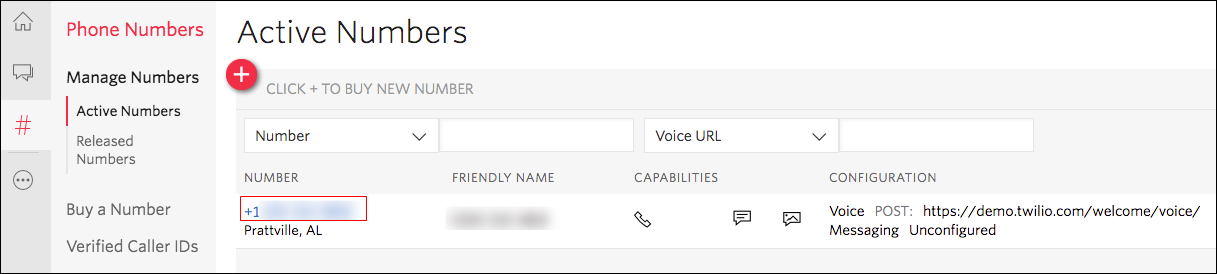 Phone Numbers
Manage Numbers
Active Numbers
Released
Numbers
Buy a Number
Verified Caller IDs
Active Numbers
CLICK + TO BUY NEW NUMBER
Number Voice URL
NUMBER FRIENDLY NAME CAPABILITIES CONFIGURATION
+1
Prattville, AL
Voice POST: https://demo.twilio.com/welcome/voice/
Messaging Unconfigured